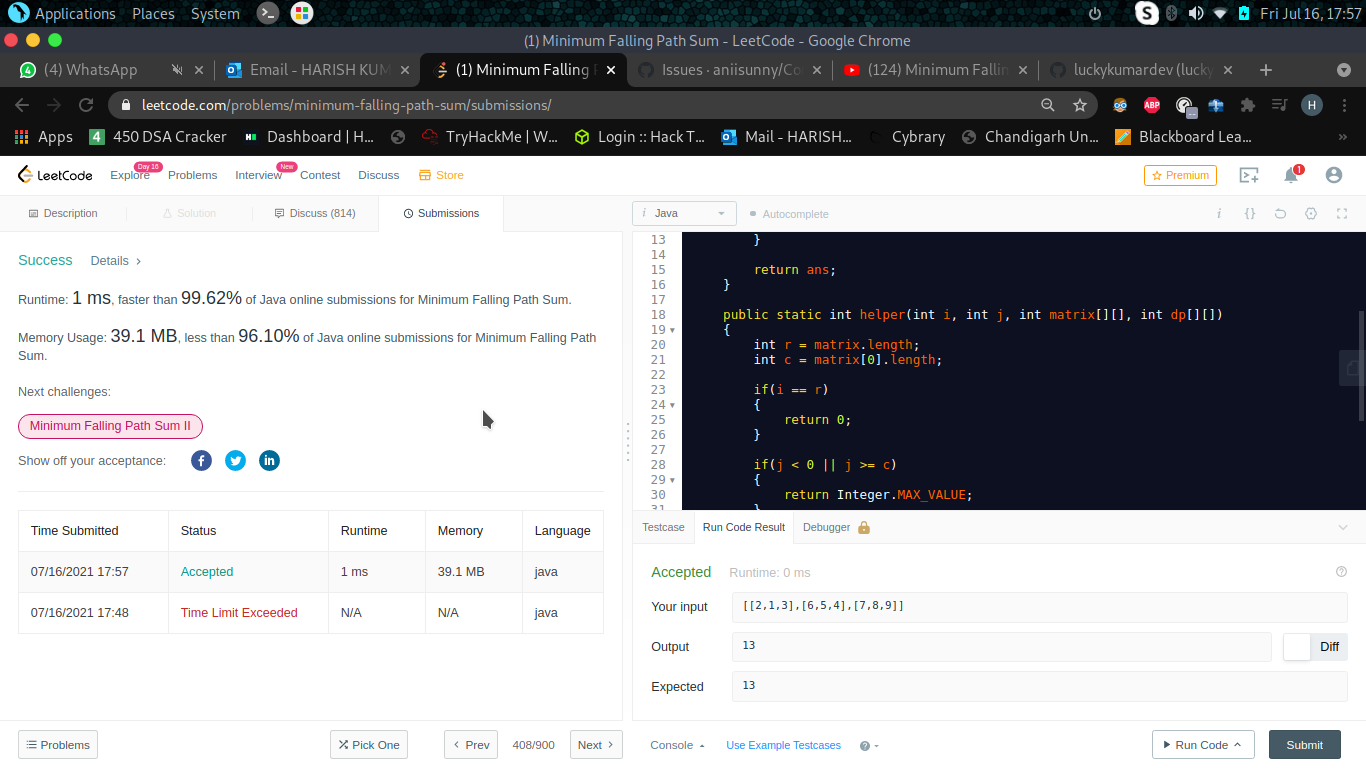 Applications Places System Fri Jul 16, 17:57
(1) Minimum Falling Path Sum - LeetCode - Google Chrome
(4) WhatsApp Email - HARISH KUM (1) Minimum Falling Issues · aniisunny/Co (124) Minimum Fallin luckykumardev (lucky
leetcode.com/problems/minimum-falling-path-sum/submissions/ ABP H
Apps 4 450 DSA Cracker Dashboard | H... TryHackMe | W... Login :: Hack T... Mail - HARISH... Cybrary Chandigarh Un... Blackboard Lea... »
LeetCode Explore Day 16 Problems Interview New Contest Discuss Store Premium 1
Description Solution Discuss (814) Submissions
i Java Autocomplete
Success Details >
Runtime: 1 ms, faster than 99.62% of Java online submissions for Minimum Falling Path Sum.
Memory Usage: 39.1 MB, less than 96.10% of Java online submissions for Minimum Falling Path
Sum.
Next challenges:
Minimum Falling Path Sum II
Show off your acceptance:
Time Submitted Status Runtime Memory Language
07/16/2021 17:57 Accepted 1 ms 39.1 MB java
07/16/2021 17:48 Time Limit Exceeded N/A N/A java
13 }
14
15 return ans;
16 }
17
18 public static int helper(int i, int j, int matrix[][], int dp[][])
19 {
20 int r = matrix.length;
21 int c = matrix[0].length;
22
23 if(i == r)
24 {
25 return 0;
26 }
27
28 if(j < 0 || j >= c)
29 {
30 return Integer.MAX_VALUE;
31 }
Testcase Run Code Result Debugger
Accepted Runtime: 0 ms
Your input [[2,1,3],[6,5,4],[7,8,9]]
Output 13 Diff
Expected 13
Problems Pick One < Prev 408/900 Next > Console Use Example Testcases Run Code Submit